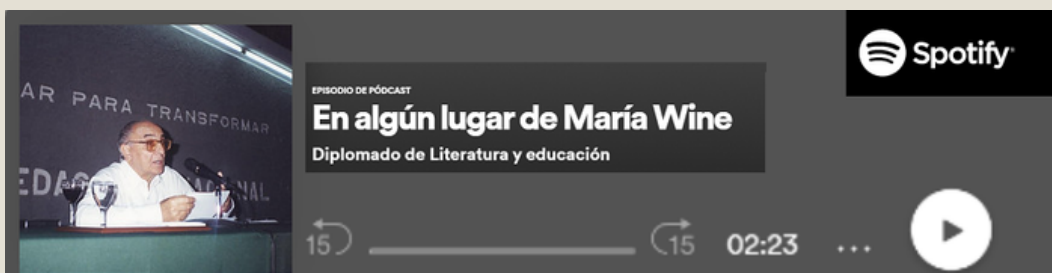 AR PARA TRANSFORMAR
NAL
Spotify
EPISODIO DE PÓDCAST
En algún lugar de María Wine
Diplomado de Literatura y educación
15
15
02:23
...